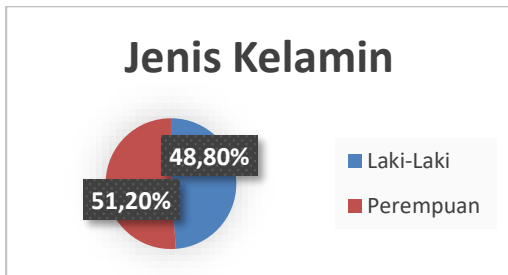 Jenis Kelamin
48,80%
51,20%
Laki-Laki
Perempuan